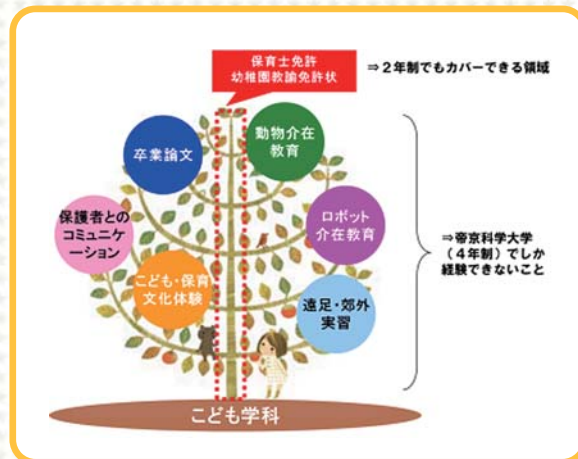 保育士免許
幼稚園教諭免許状
⇒２年制でもカバーできる領域
卒業論文
動物介在
教育
保護者との
コミュニケ
ーション
ロボット
介在教育
こども・保育
文化体験
遠足・郊外
実習
⇒帝京科学大学
（４年制）でしか
経験できないこと
こども学科